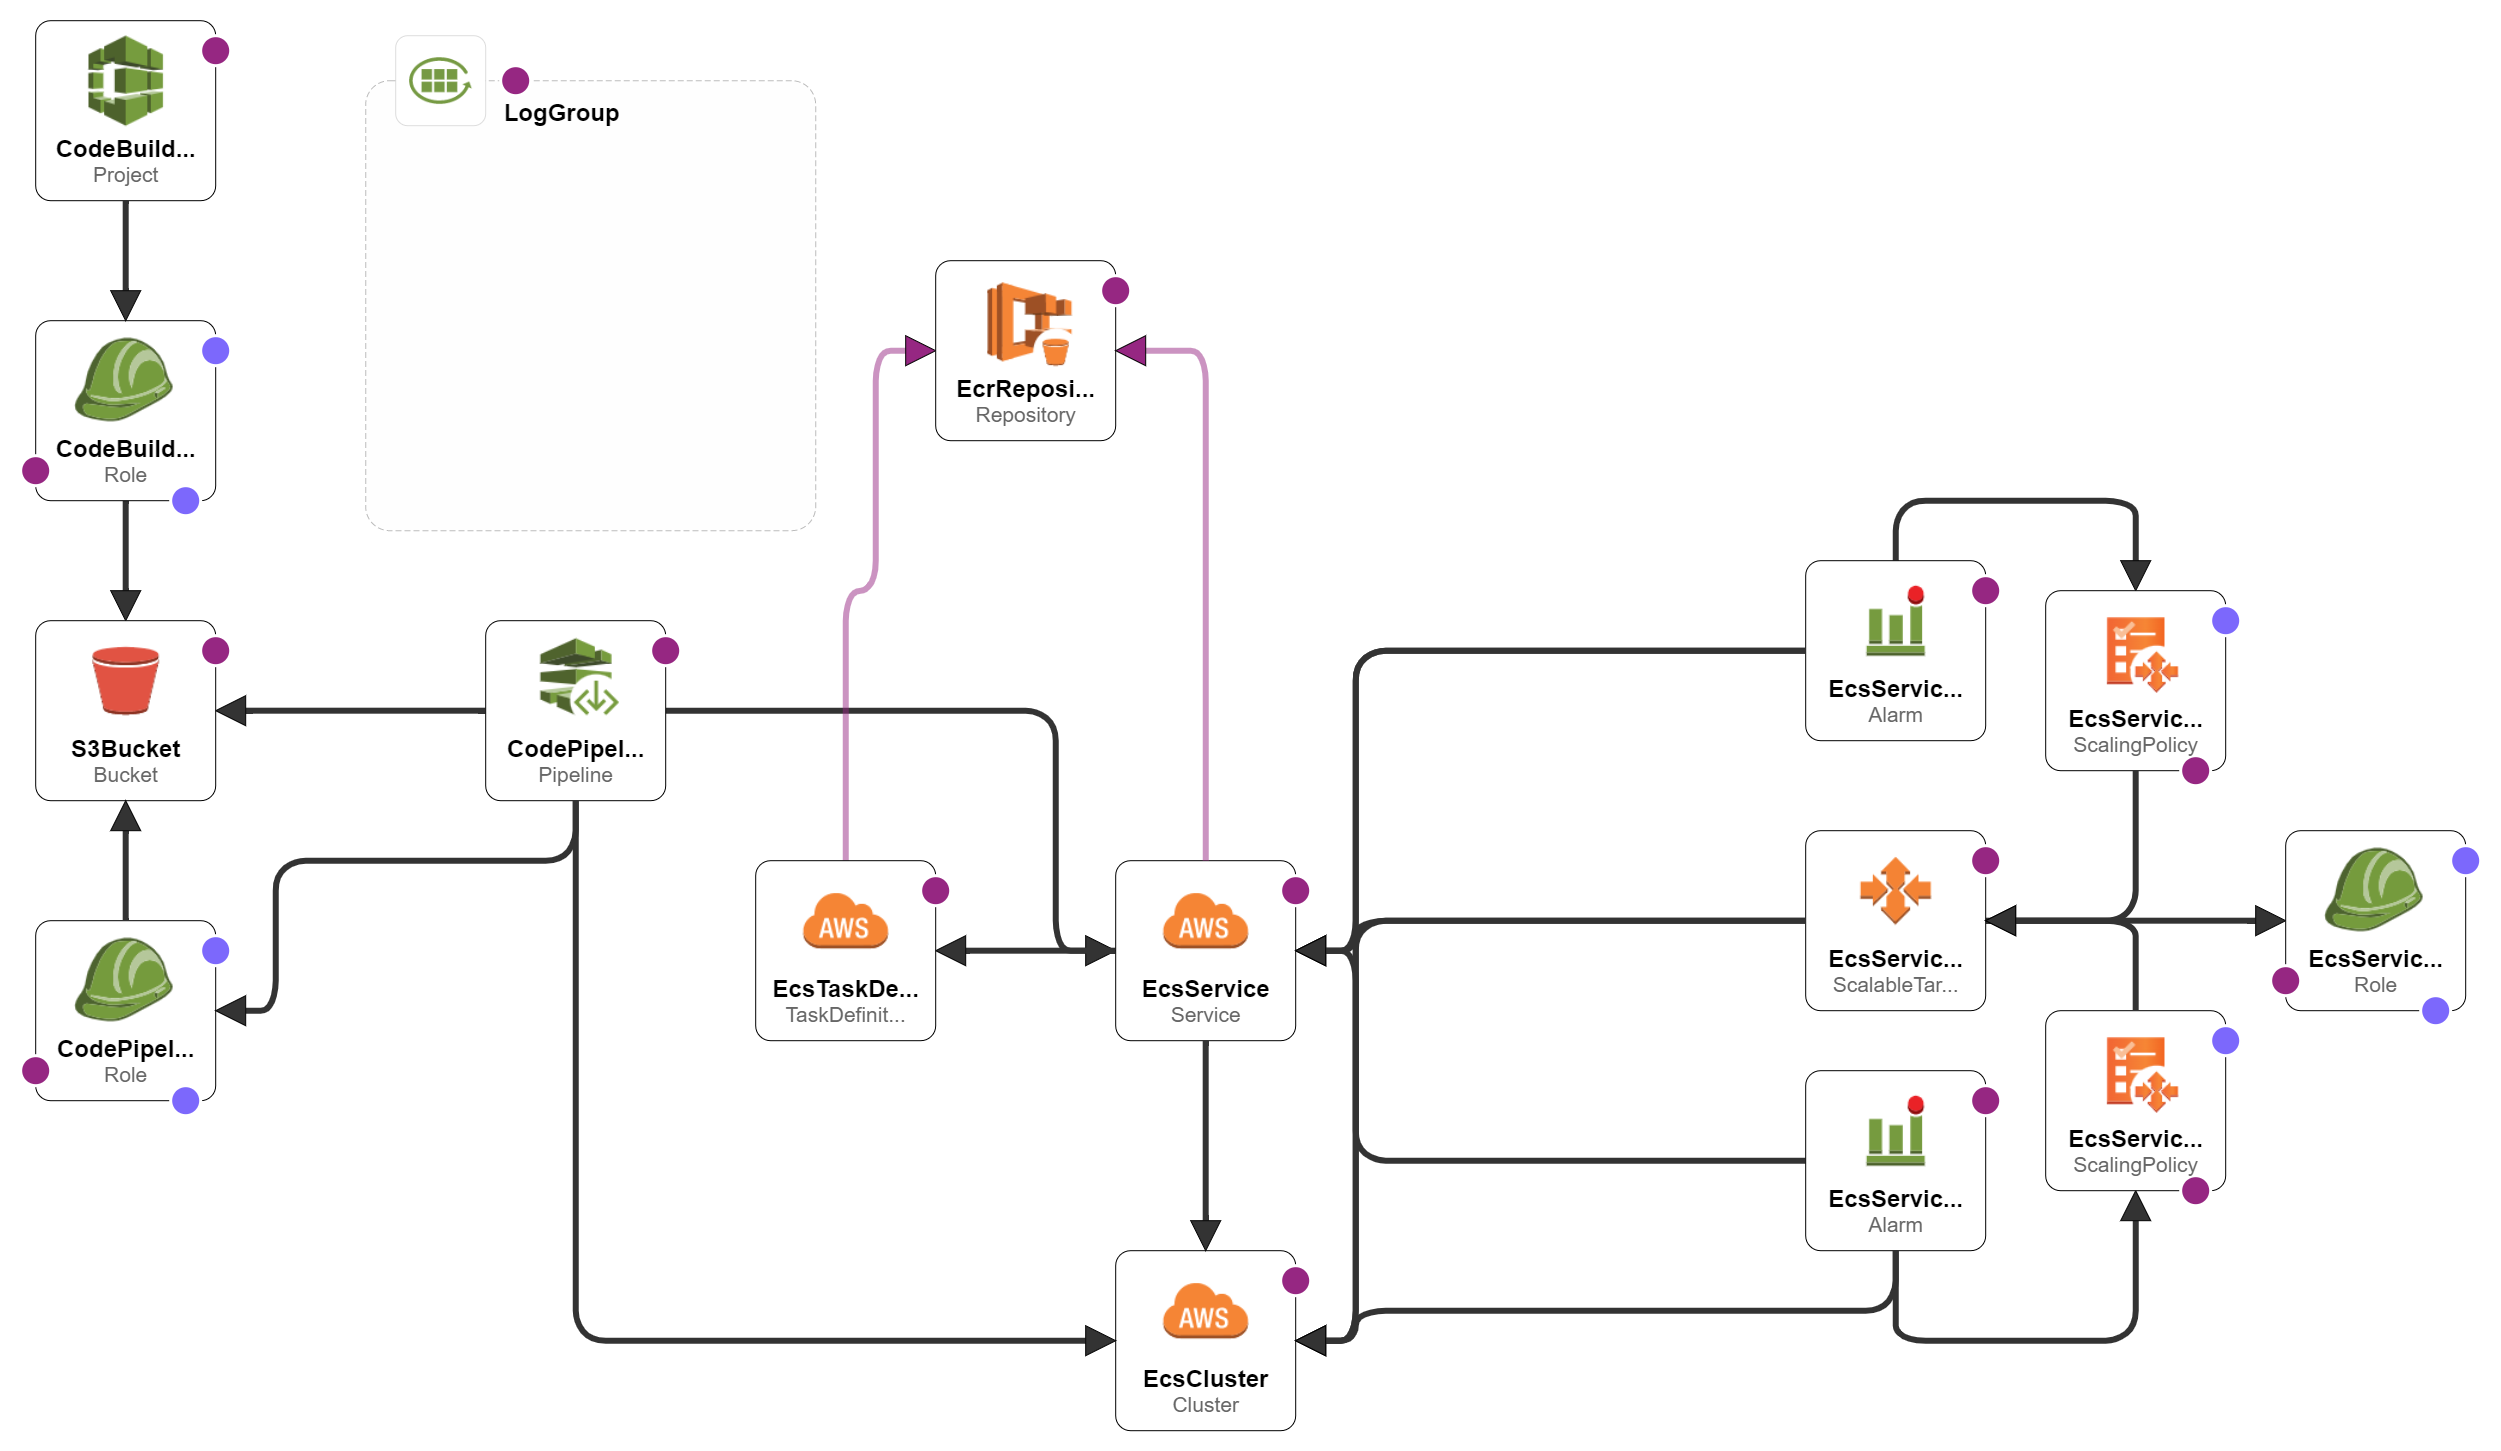 CodeBuild...
Project
LogGroup
EcrReposi...
Repository
CodeBuild...
Role
S3Bucket
Bucket
CodePipel...
Pipeline
EcsServic...
Alarm
EcsServic...
ScalingPolicy
CodePipel...
Role
AWS
EcsTaskDe...
TaskDefinit...
AWS
EcsService
Service
EcsServic...
ScalableTar...
EcsServic...
Role
EcsServic...
ScalingPolicy
EcsServic...
Alarm
AWS
EcsCluster
Cluster